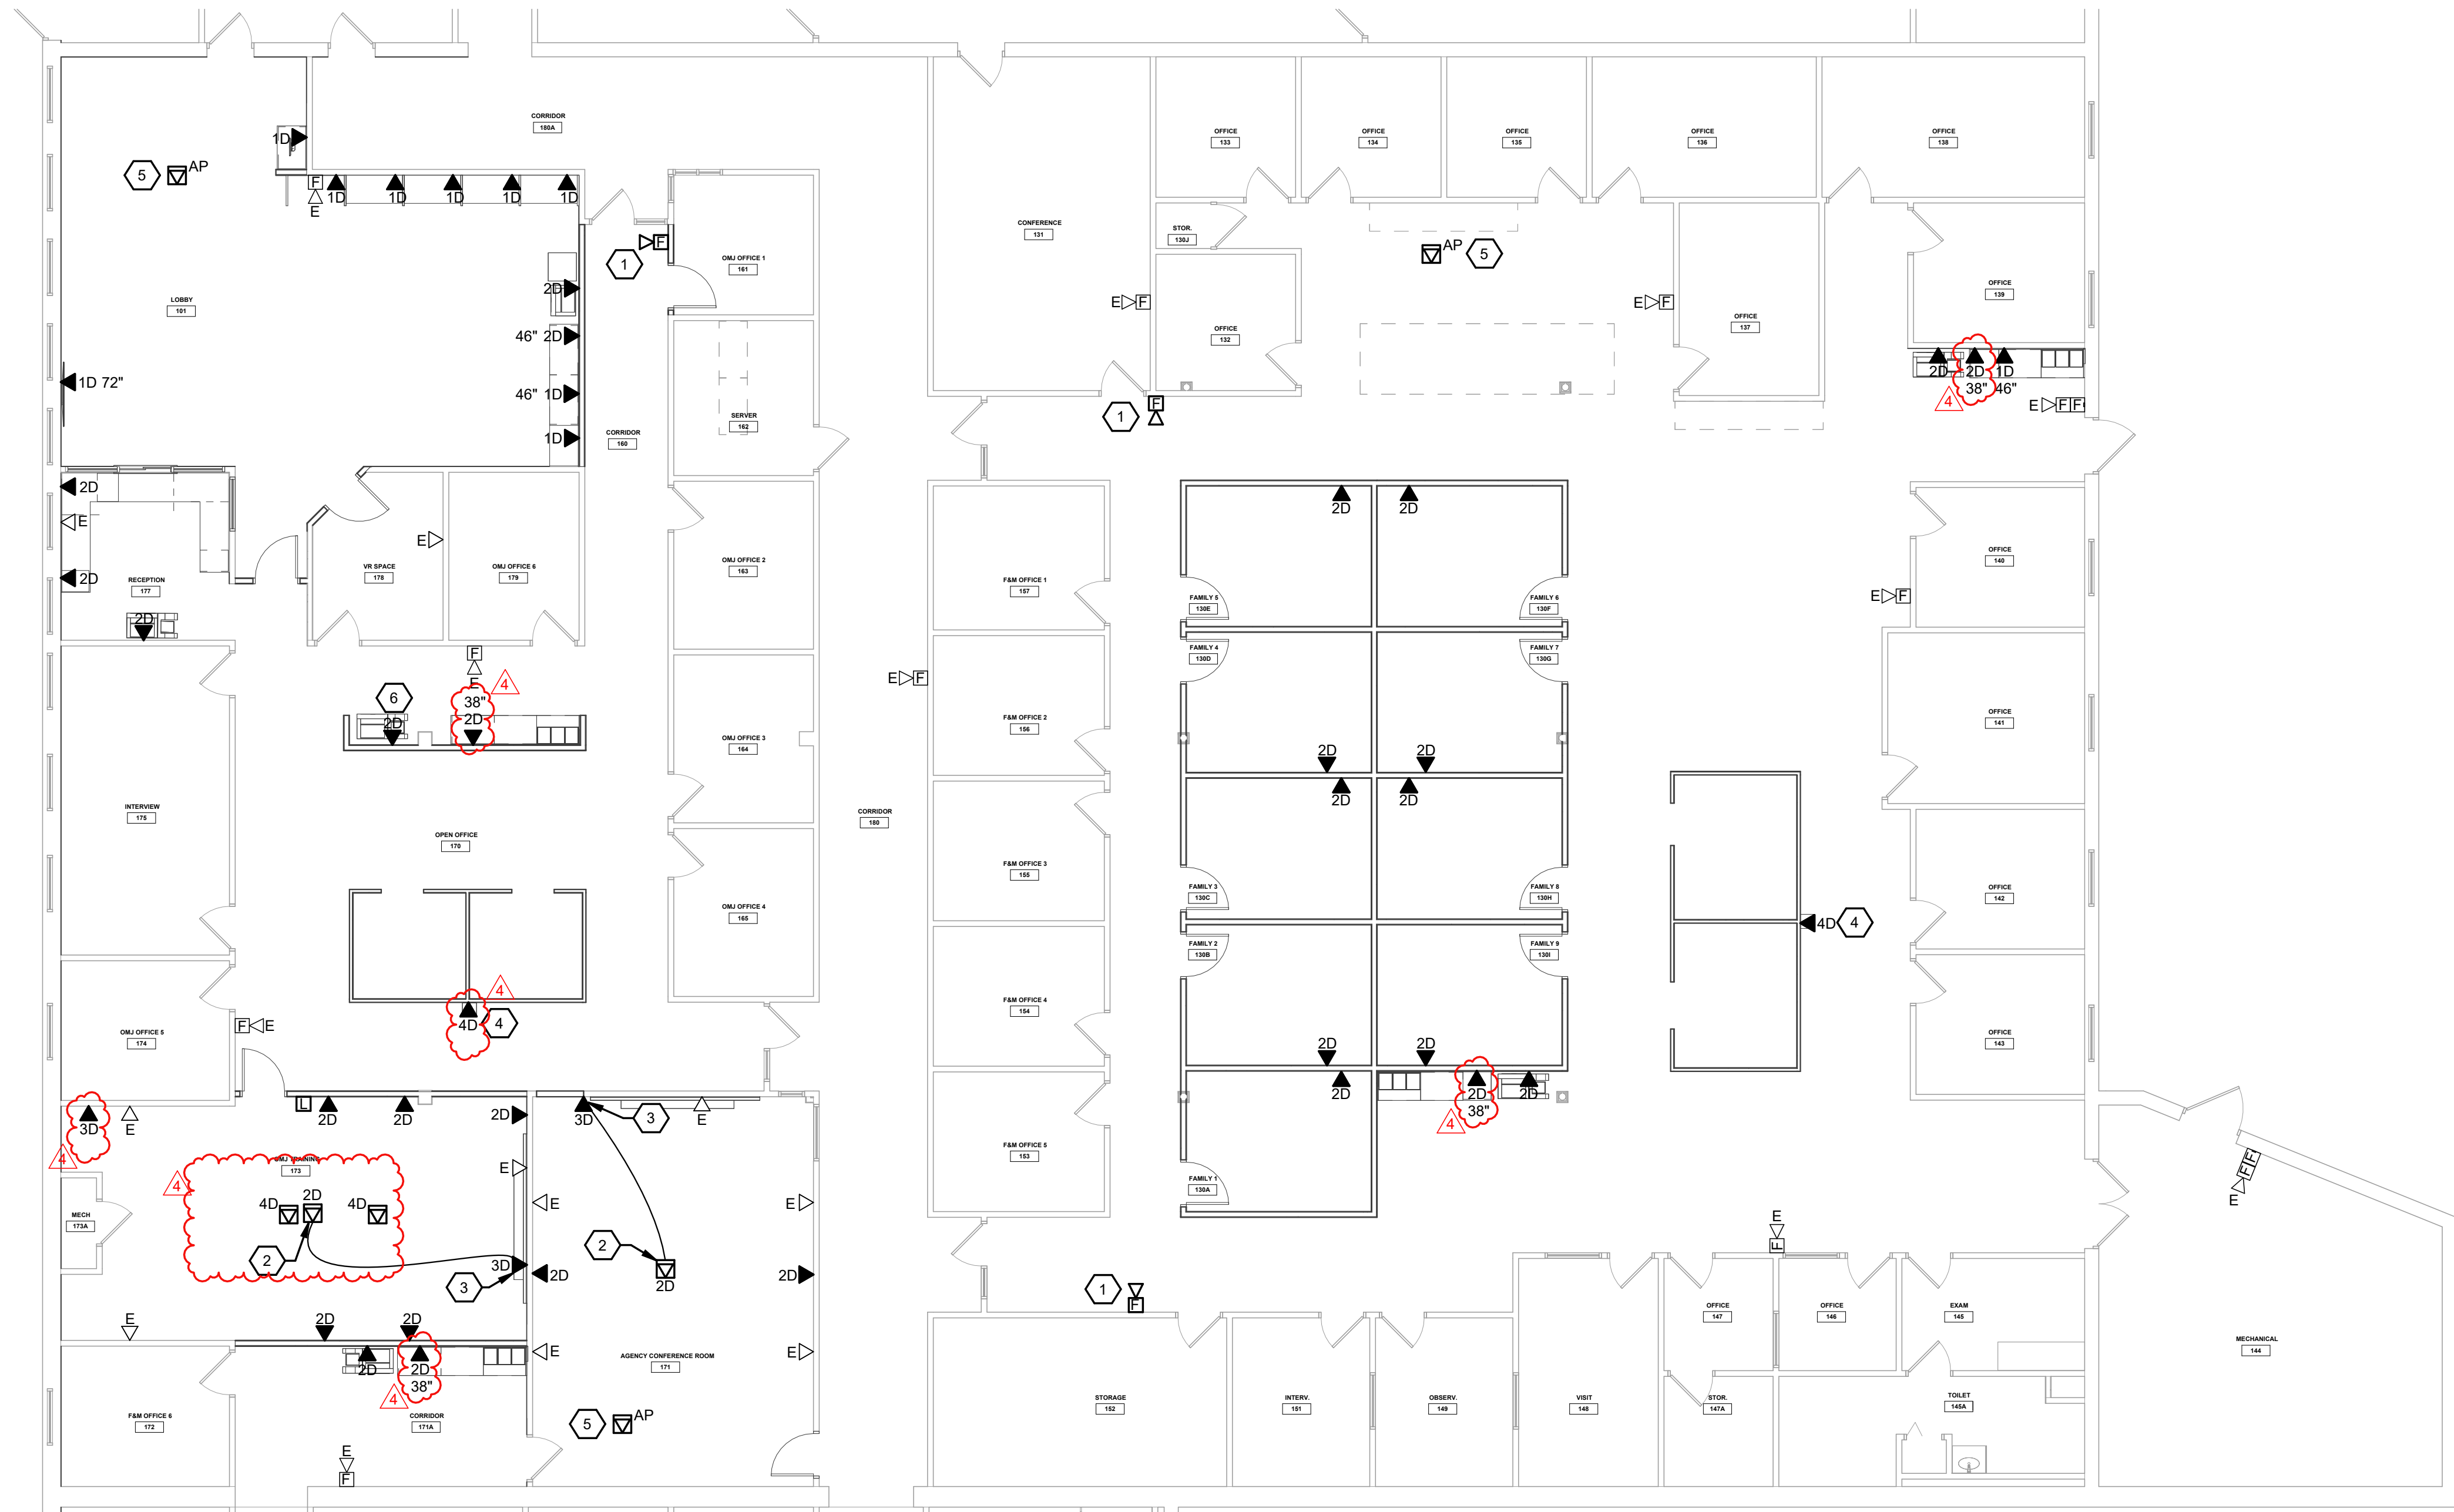 CORRIDOR
180A
OFFICE
133
OFFICE
134
OFFICE
135
OFFICE
136
OFFICE
138
1D
5
AP
F
E
1D
1D
1D
1D
1D
CONFERENCE
131
STOR.
130J
F
1
OMJ OFFICE 1
161
AP
5
LOBBY
101
2D
E
F
E
F
OFFICE
139
OFFICE
132
OFFICE
137
46" 2D
1D 72"
46" 1D
2D
2D
1D
38"
46"
4
E
F
F
SERVER
162
1
F
CORRIDOR
160
1D
2D
E
2D
RECEPTION
177
2D
E
VR SPACE
178
OMJ OFFICE 6
179
OMJ OFFICE 2
163
F&M OFFICE 1
157
2D
2D
FAMILY 5
130E
FAMILY 6
130F
OFFICE
140
E
F
F
E
4
38"
2D
6
2D
E
F
FAMILY 4
130D
FAMILY 7
130G
F&M OFFICE 2
156
OMJ OFFICE 3
164
OFFICE
141
2D
2D
INTERVIEW
175
OPEN OFFICE
170
CORRIDOR
180
2D
2D
F&M OFFICE 3
155
FAMILY 3
130C
FAMILY 8
130H
OFFICE
142
OMJ OFFICE 4
165
4D
4
FAMILY 2
130B
FAMILY 9
130I
4
4D
4
F&M OFFICE 4
154
OMJ OFFICE 5
174
F
E
OFFICE
143
2D
2D
3D
E
L
2D
2D
2D
3D
3
E
2D
2D
2D
38"
4
4
F&M OFFICE 5
153
OMJ TRAINING
173
E
4
FAMILY 1
130A
F
F
E
MECH
173A
4D
2D
4D
E
E
2
2
2D
3D
3
2D
2D
E
F
1
F
E
2D
2D
OFFICE
147
OFFICE
146
EXAM
145
MECHANICAL
144
2D
2D
38"
4
E
AGENCY CONFERENCE ROOM
171
E
F&M OFFICE 6
172
CORRIDOR
171A
5
AP
STORAGE
152
INTERV.
151
OBSERV.
149
VISIT
148
STOR.
147A
TOILET
145A
E
F